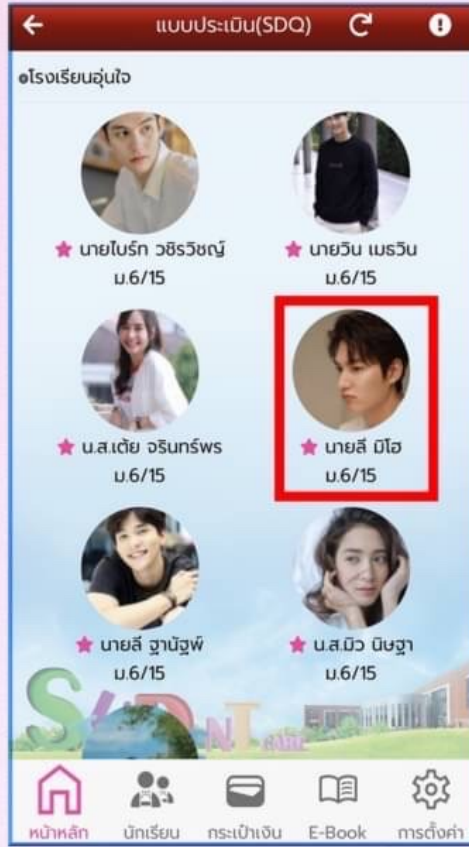 แบบประเมิน(SDQ)
โรงเรียนอุ่นใจ
นายไบร์ท วชิรวิชญ์
ม.6/15
นายวิน เมธวิน
ม.6/15
น.ส.เต้ย จรินทร์พร
ม.6/15
นายลี มิโฮ
ม.6/15
นายลี ฐานัฐพ์
ม.6/15
น.ส.มิว นิษฐา
ม.6/15
หน้าหลัก
นักเรียน
กระเป๋าเงิน
E-Book
การตั้งค่า